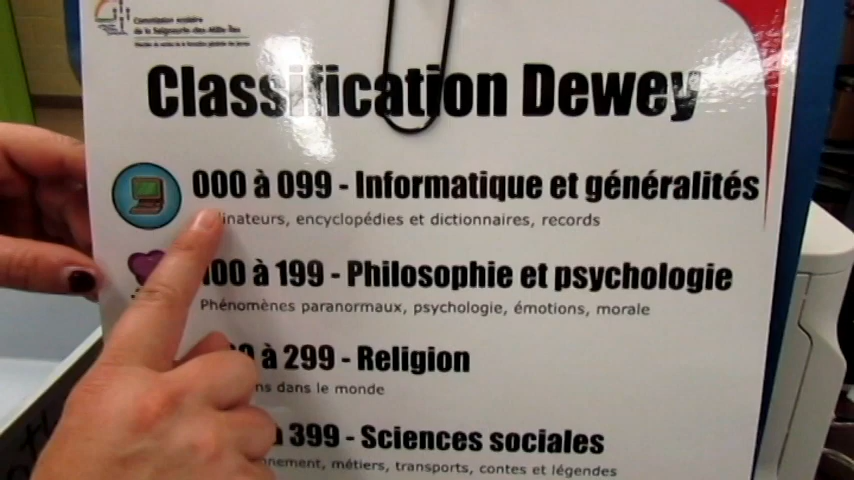 Commission scolaire
de la Seigneurie-des-Mille-Îles
Classification Dewey
000 à 099 - Informatique et généralités
encyclopédies et dictionnaires, records
100 à 199 - Philosophie et psychologie
Phénomènes paranormaux, psychologie, émotions, morale
à 299 - Religion
dans le monde
à 399 - Sciences sociales
métiers, transports, contes et légendes